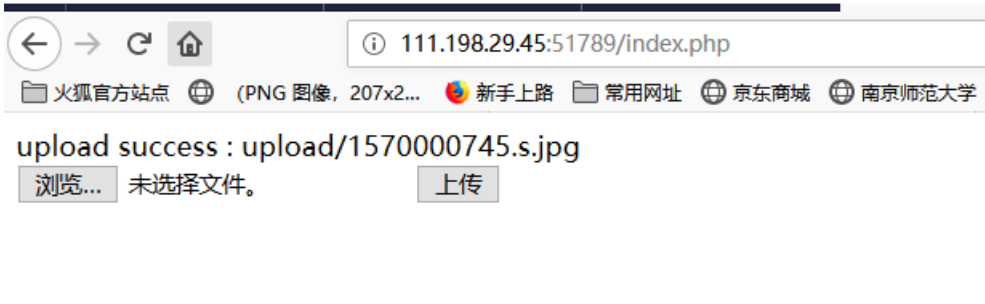 111.198.29.45:51789/index.php
火狐官方站点 (PNG 图像，207x2... 新手上路 常用网址 京东商城 南京师范大学
upload success : upload/1570000745.s.jpg
浏览... 未选择文件。 上传